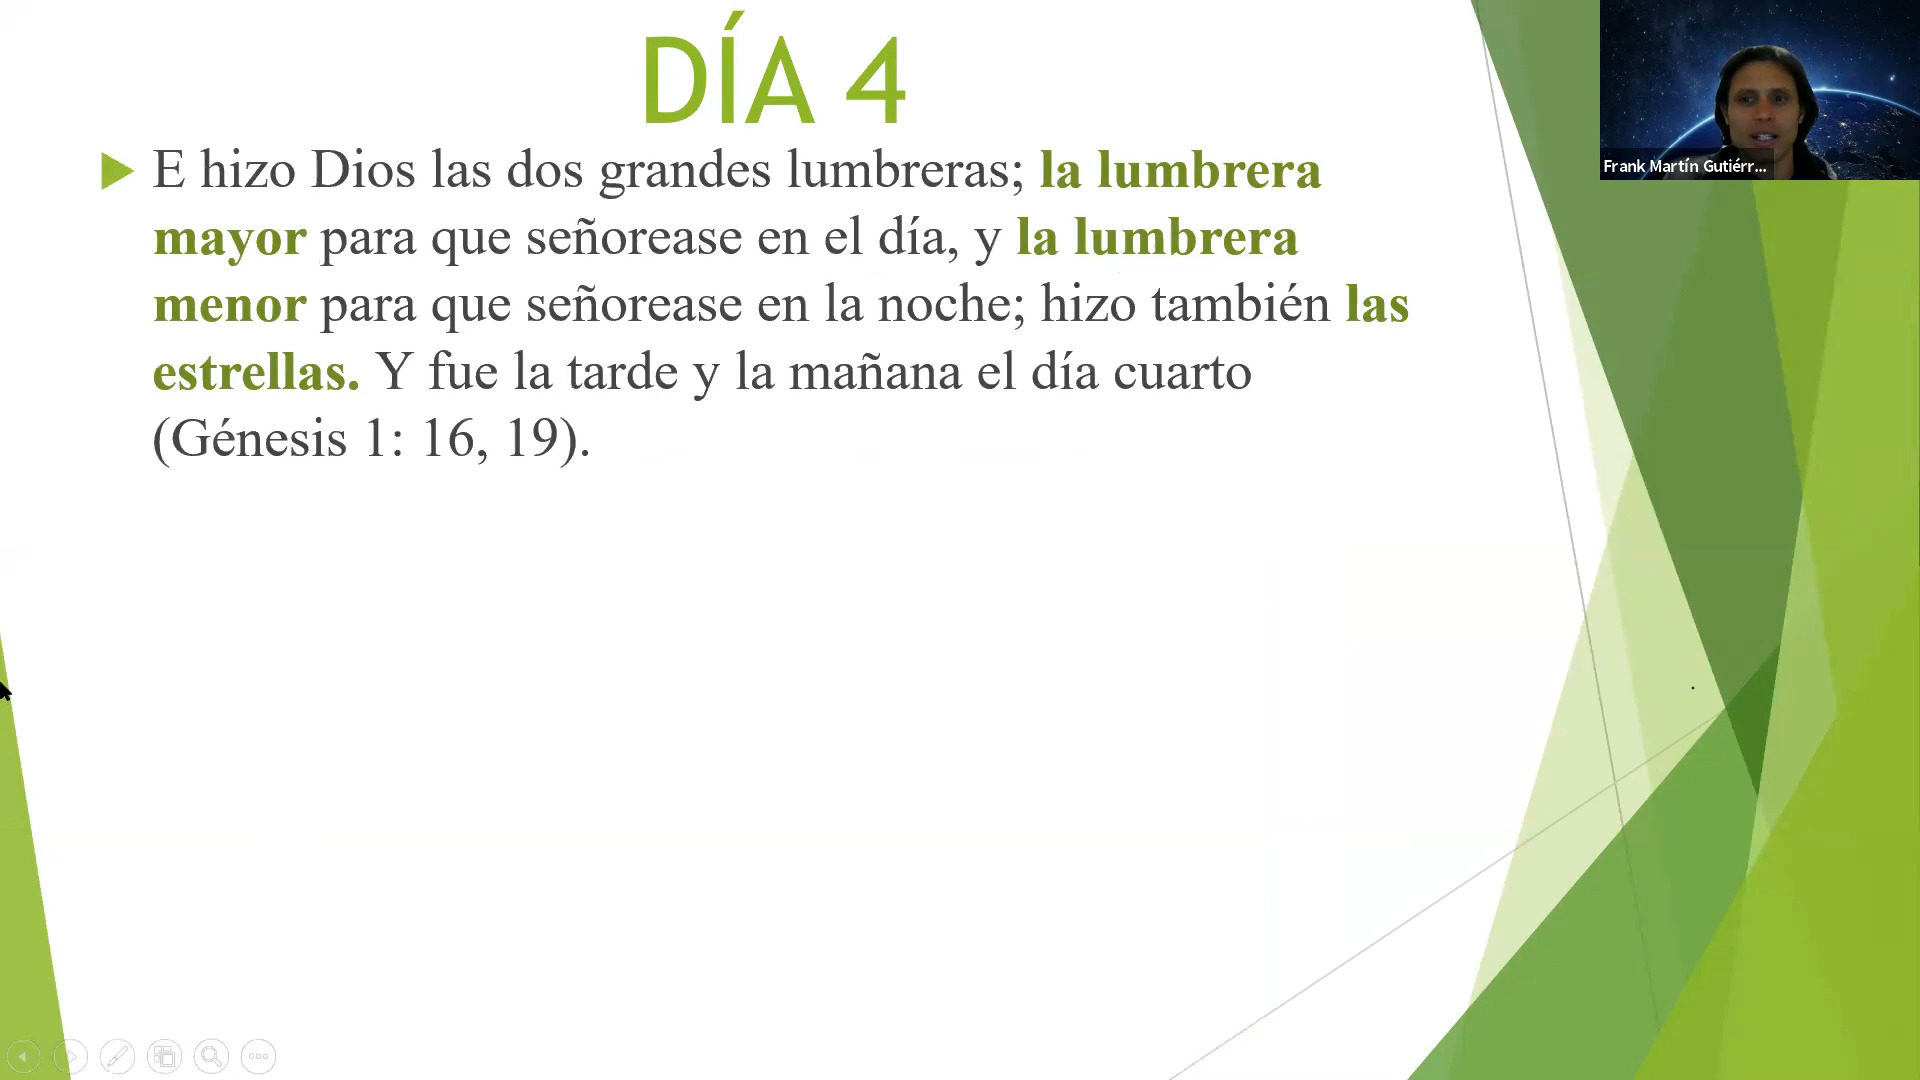 DÍA 4
E hizo Dios las dos grandes lumbreras; la lumbrera
mayor para que señorease en el día, y la lumbrera
menor para que señorease en la noche; hizo también las
estrellas. Y fue la tarde y la mañana el día cuarto
(Génesis 1: 16, 19).
Frank Martín Gutiérr...